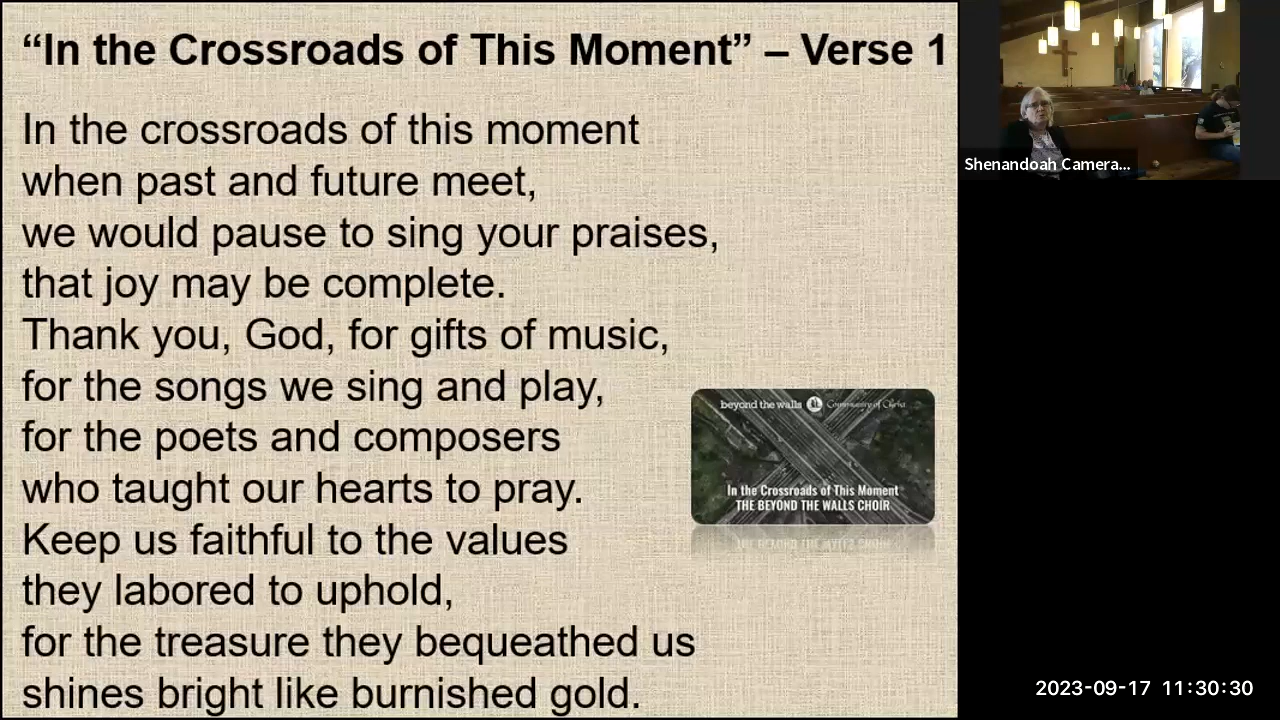 “In the Crossroads of This Moment” – Verse 1
In the crossroads of this moment
when past and future meet,
we would pause to sing your praises,
that joy may be complete.
Thank you, God, for gifts of music,
for the songs we sing and play,
for the poets and composers
who taught our hearts to pray.
Keep us faithful to the values
they labored to uphold,
for the treasure they bequeathed us
shines bright like burnished gold.
beyond the walls Community of Christ
In the Crossroads of This Moment
THE BEYOND THE WALLS CHOIR
Shenandoah Camera...
2023-09-17 11:30:30